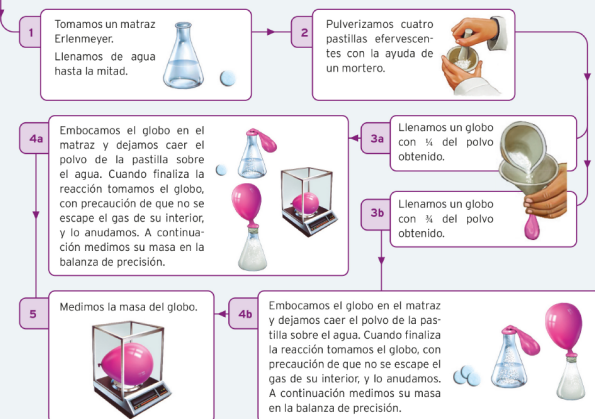 1
Tomamos un matraz
Erlenmeyer.
Llenamos de agua
hasta la mitad.
2
Pulverizamos cuatro
pastillas efervescen-
tes con la ayuda de
un mortero.
3a
Llenamos un globo
con ¼ del polvo
obtenido.
3b
Llenamos un globo
con ¾ del polvo
obtenido.
4a
Embocamos el globo en el
matraz y dejamos caer el
polvo de la pastilla sobre
el agua. Cuando finaliza la
reacción tomamos el globo,
con precaución de que no se
escape el gas de su interior,
y lo anudamos. A continua-
ción medimos su masa en la
balanza de precisión.
4b
Embocamos el globo en el matraz
y dejamos caer el polvo de la pas-
tilla sobre el agua. Cuando finaliza
la reacción tomamos el globo, con
precaución de que no se escape el
gas de su interior, y lo anudamos.
A continuación medimos su masa
en la balanza de precisión.
5
Medimos la masa del globo.